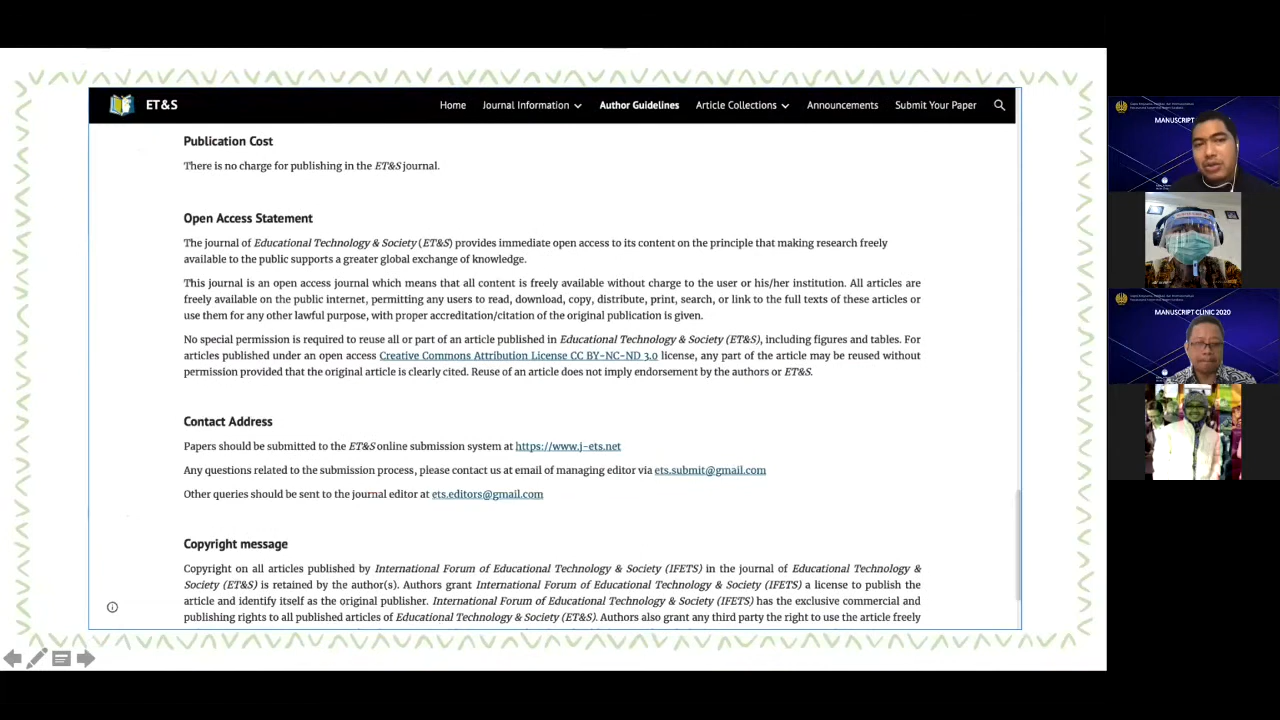 ET&S
Home Journal Information Author Guidelines Article Collections Announcements Submit Your Paper
Publication Cost
There is no charge for publishing in the ET&S journal.
Open Access Statement
The journal of Educational Technology & Society (ET&S) provides immediate open access to its content on the principle that making research freely
available to the public supports a greater global exchange of knowledge.
This journal is an open access journal which means that all content is freely available without charge to the user or his/her institution. All articles are
freely available on the public internet, permitting any users to read, download, copy, distribute, print, search, or link to the full texts of these articles or
use them for any other lawful purpose, with proper accreditation/citation of the original publication is given.
No special permission is required to reuse all or part of an article published in Educational Technology & Society (ET&S), including figures and tables. For
articles published under an open access Creative Commons Attribution License CC BY-NC-ND 3.0 license, any part of the article may be reused without
permission provided that the original article is clearly cited. Reuse of an article does not imply endorsement by the authors or ET&S.
Contact Address
Papers should be submitted to the ET&S online submission system at https://www.j-ets.net
Any questions related to the submission process, please contact us at email of managing editor via ets.submit@gmail.com
Other queries should be sent to the journal editor at ets.editors@gmail.com
Copyright message
Copyright on all articles published by International Forum of Educational Technology & Society (IFETS) in the journal of Educational Technology &
Society (ET&S) is retained by the author(s). Authors grant International Forum of Educational Technology & Society (IFETS) a license to publish the
article and identify itself as the original publisher. International Forum of Educational Technology & Society (IFETS) has the exclusive commercial and
publishing rights to all published articles of Educational Technology & Society (ET&S). Authors also grant any third party the right to use the article freely
MANUSCRIPT
MANUSCRIPT CLINIC 2020